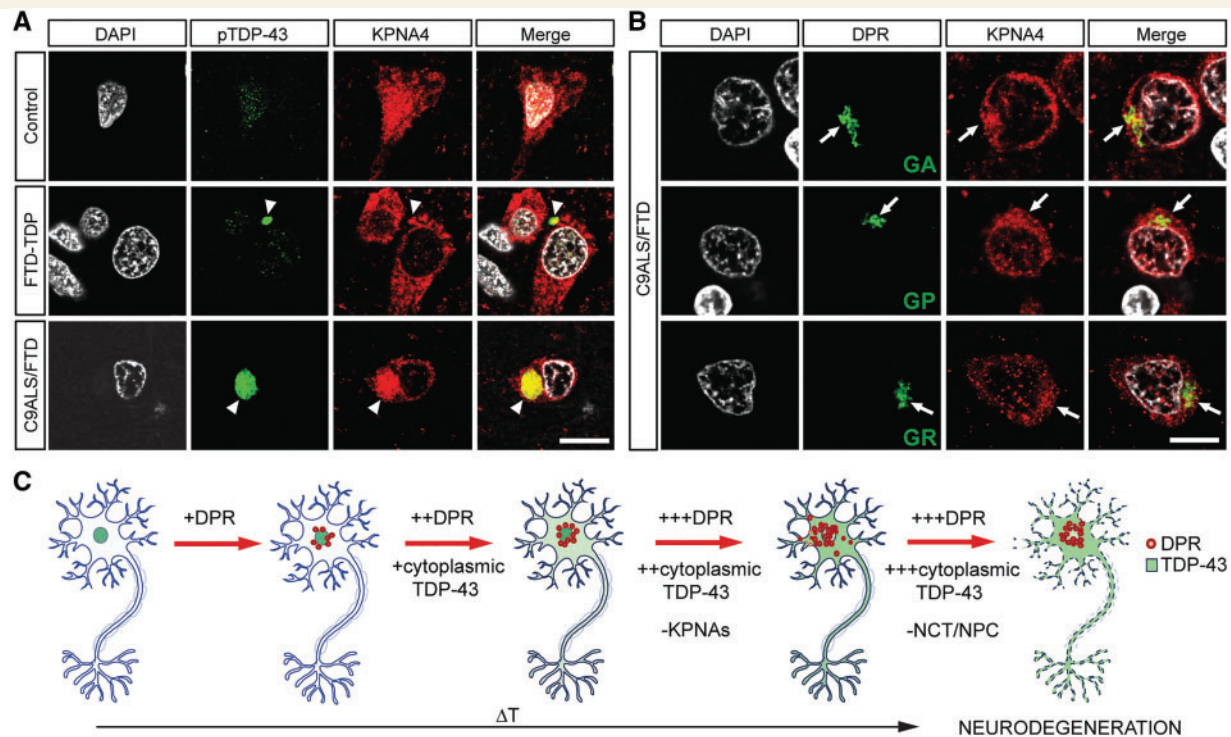 A
DAPI pTDP-43 KPNA4 Merge
Control
FTD-TDP
C9ALS/FTD
B
DAPI DPR KPNA4 Merge
C9ALS/FTD
GA
GP
GR
C
+DPR
++DPR
+cytoplasmic
TDP-43
+++DPR
++cytoplasmic
TDP-43
-KPNAs
+++DPR
+++cytoplasmic
TDP-43
-NCT/NPC
DPR
TDP-43
ΔT
NEURODEGENERATION